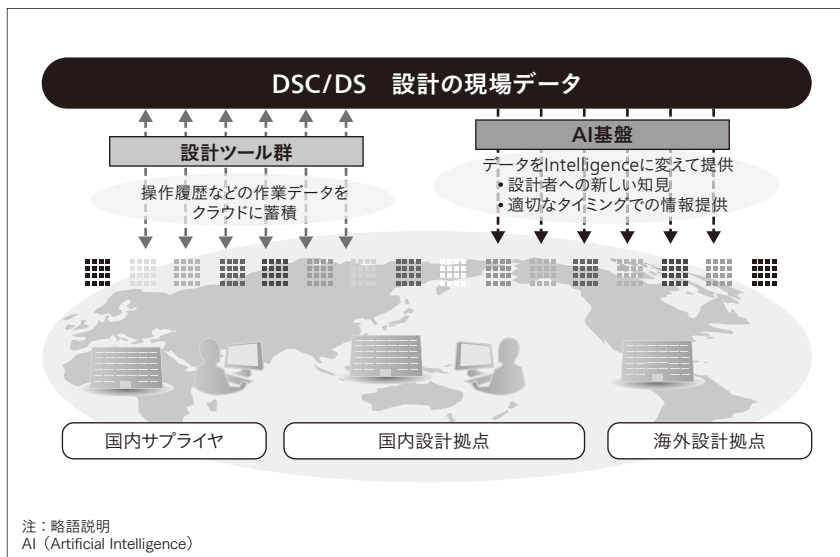 DSC/DS　設計の現場データ
設計ツール群
操作履歴などの作業データを
クラウドに蓄積
AI基盤
データをIntelligenceに変えて提供
• 設計者への新しい知見
• 適切なタイミングでの情報提供
国内サプライヤ
国内設計拠点
海外設計拠点
注：略語説明
AI（Artificial Intelligence）